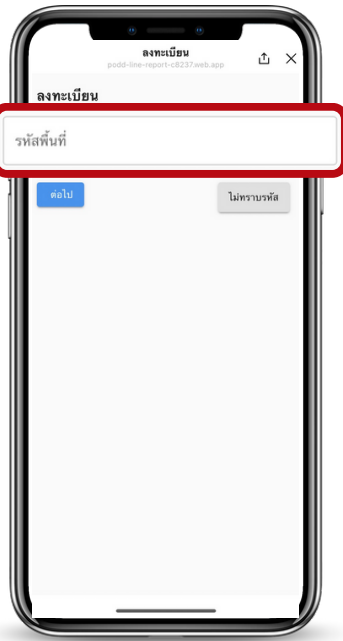 ลงทะเบียน
podd-line-report-c8237.web.app
ลงทะเบียน
รหัสพื้นที่
ต่อไป
ไม่ทราบรหัส